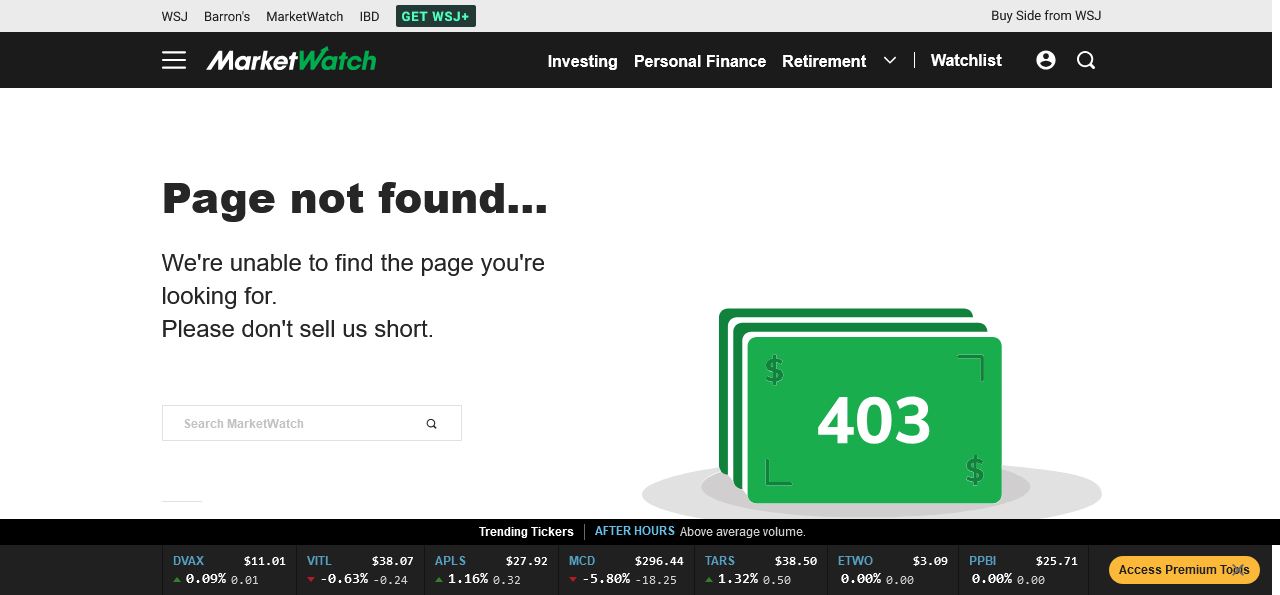 WSJ Barron's MarketWatch IBD GET WSJ+ Buy Side from WSJ
MarketWatch Investing Personal Finance Retirement Watchlist
Page not found...
We're unable to find the page you're
looking for.
Please don't sell us short.
Search MarketWatch
$
403
$
Trending Tickers AFTER HOURS Above average volume.
DVAX $11.01 VITL $38.07 APLS $27.92 MCD $296.44 TARS $38.50 ETWO $3.09 PPBI $25.71
0.09% 0.01 -0.63% -0.24 1.16% 0.32 -5.80% -18.25 1.32% 0.50 0.00% 0.00 0.00% 0.00
Access Premium Tools